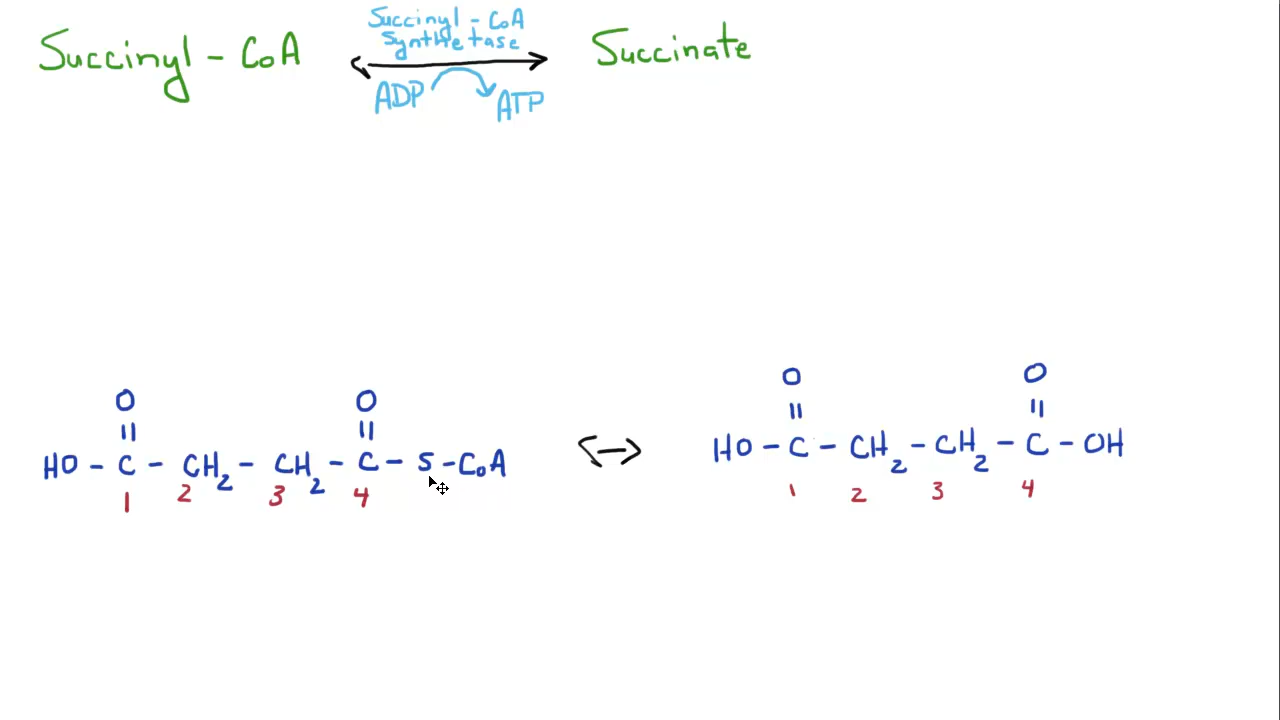 Succinyl - CoA
Succinyl - CoA
Synthetase
ADP
ATP
Succinate
O
||
HO - C - CH2 - CH2 - C - S - CoA
1 2 3 4
O
||
O
||
HO - C - CH2 - CH2 - C - OH
1 2 3 4
O
||